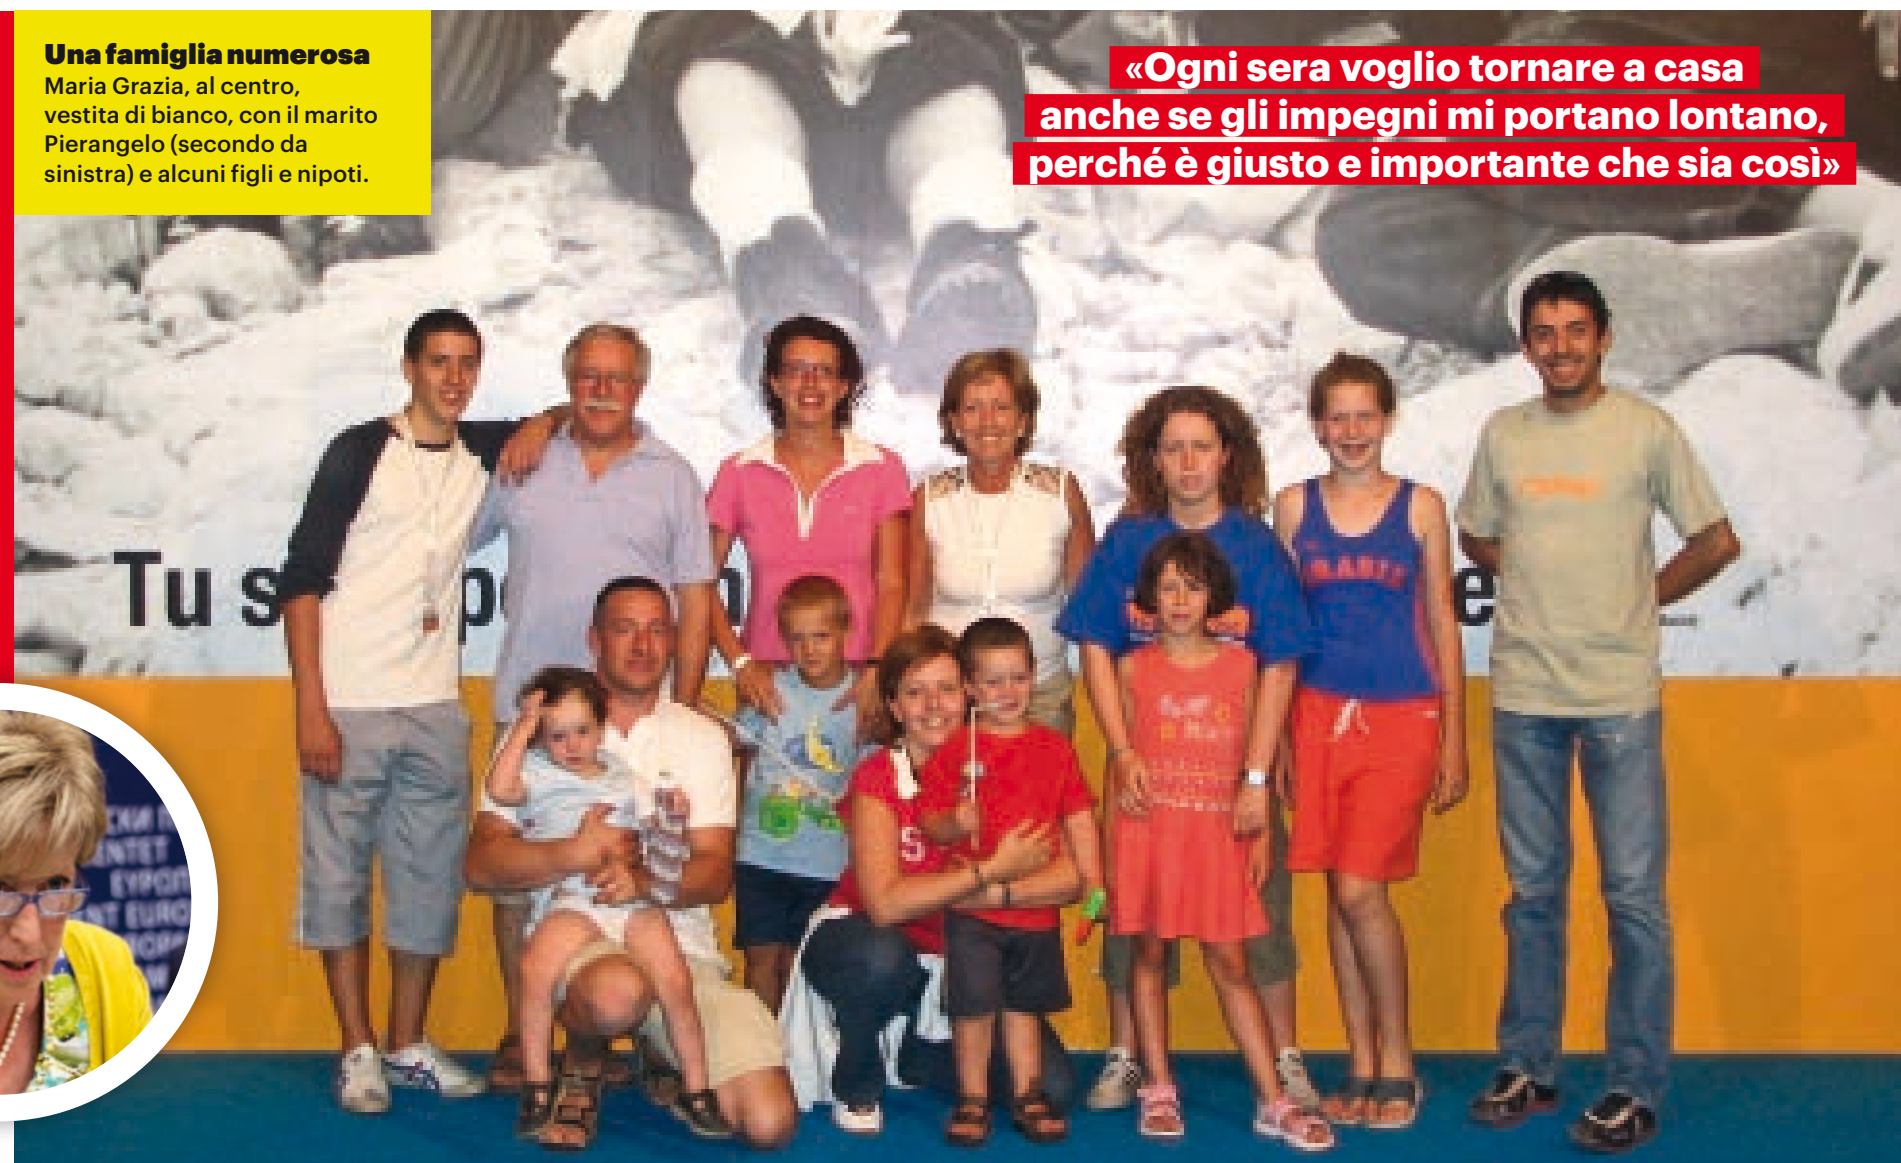 Una famiglia numerosa
Maria Grazia, al centro,
vestita di bianco, con il marito
Pierangelo (secondo da
sinistra) e alcuni figli e nipoti.
«Ogni sera voglio tornare a casa
anche se gli impegni mi portano lontano,
perché è giusto e importante che sia così»
Tu